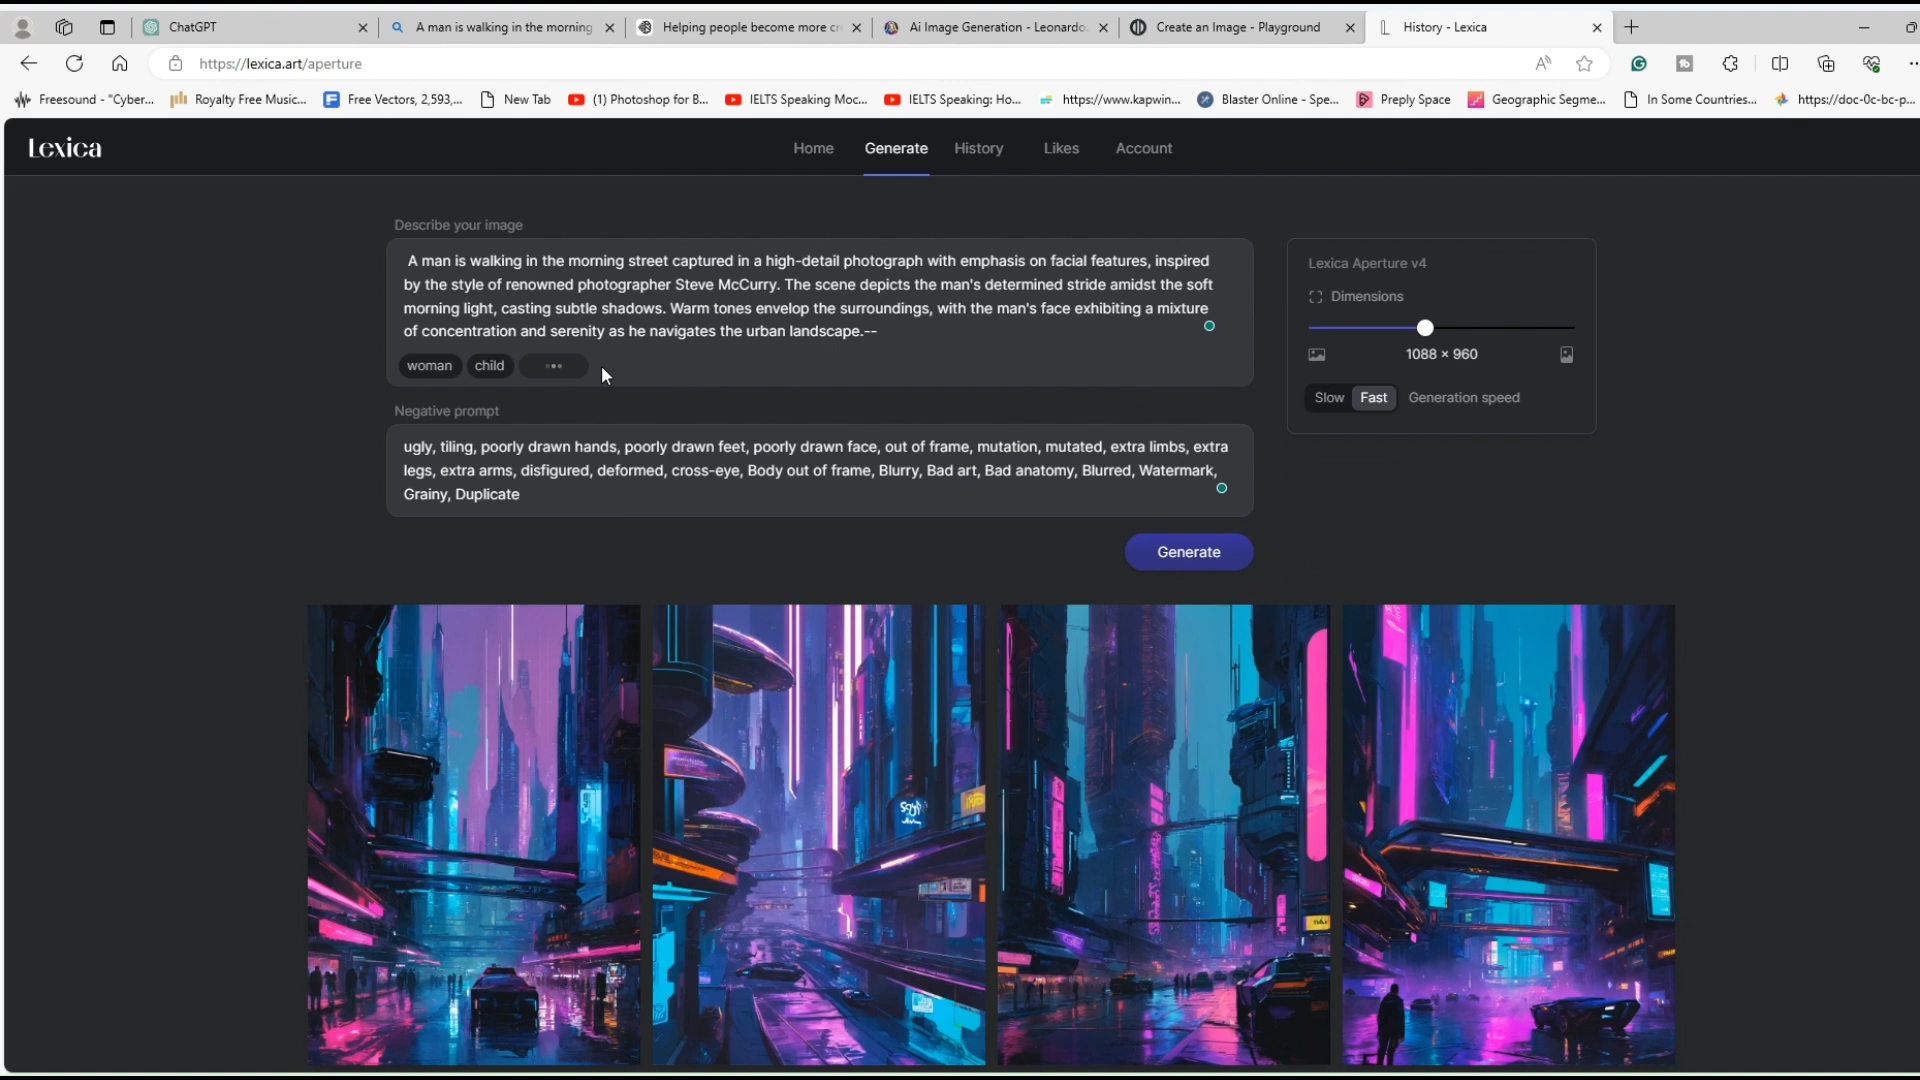 ChatGPT
A man is walking in the morning
Helping people become more cr
Ai Image Generation - Leonardo.
Create an Image - Playground
History - Lexica
https://lexica.art/aperture
Freesound - "Cyber...
Royalty Free Music...
Free Vectors, 2,593,...
New Tab
(1) Photoshop for B...
IELTS Speaking Moc...
IELTS Speaking: Ho...
https://www.kapwin...
Blaster Online - Spe...
Preply Space
Geographic Segme...
In Some Countries...
https://doc-0c-bc-p...
Lexica
Home
Generate
History
Likes
Account
Describe your image
A man is walking in the morning street captured in a high-detail photograph with emphasis on facial features, inspired
by the style of renowned photographer Steve McCurry. The scene depicts the man's determined stride amidst the soft
morning light, casting subtle shadows. Warm tones envelop the surroundings, with the man's face exhibiting a mixture
of concentration and serenity as he navigates the urban landscape.--
woman
child
Lexica Aperture v4
Dimensions
1088 × 960
Slow
Fast
Generation speed
Negative prompt
ugly, tiling, poorly drawn hands, poorly drawn feet, poorly drawn face, out of frame, mutation, mutated, extra limbs, extra
legs, extra arms, disfigured, deformed, cross-eye, Body out of frame, Blurry, Bad art, Bad anatomy, Blurred, Watermark,
Grainy, Duplicate
Generate